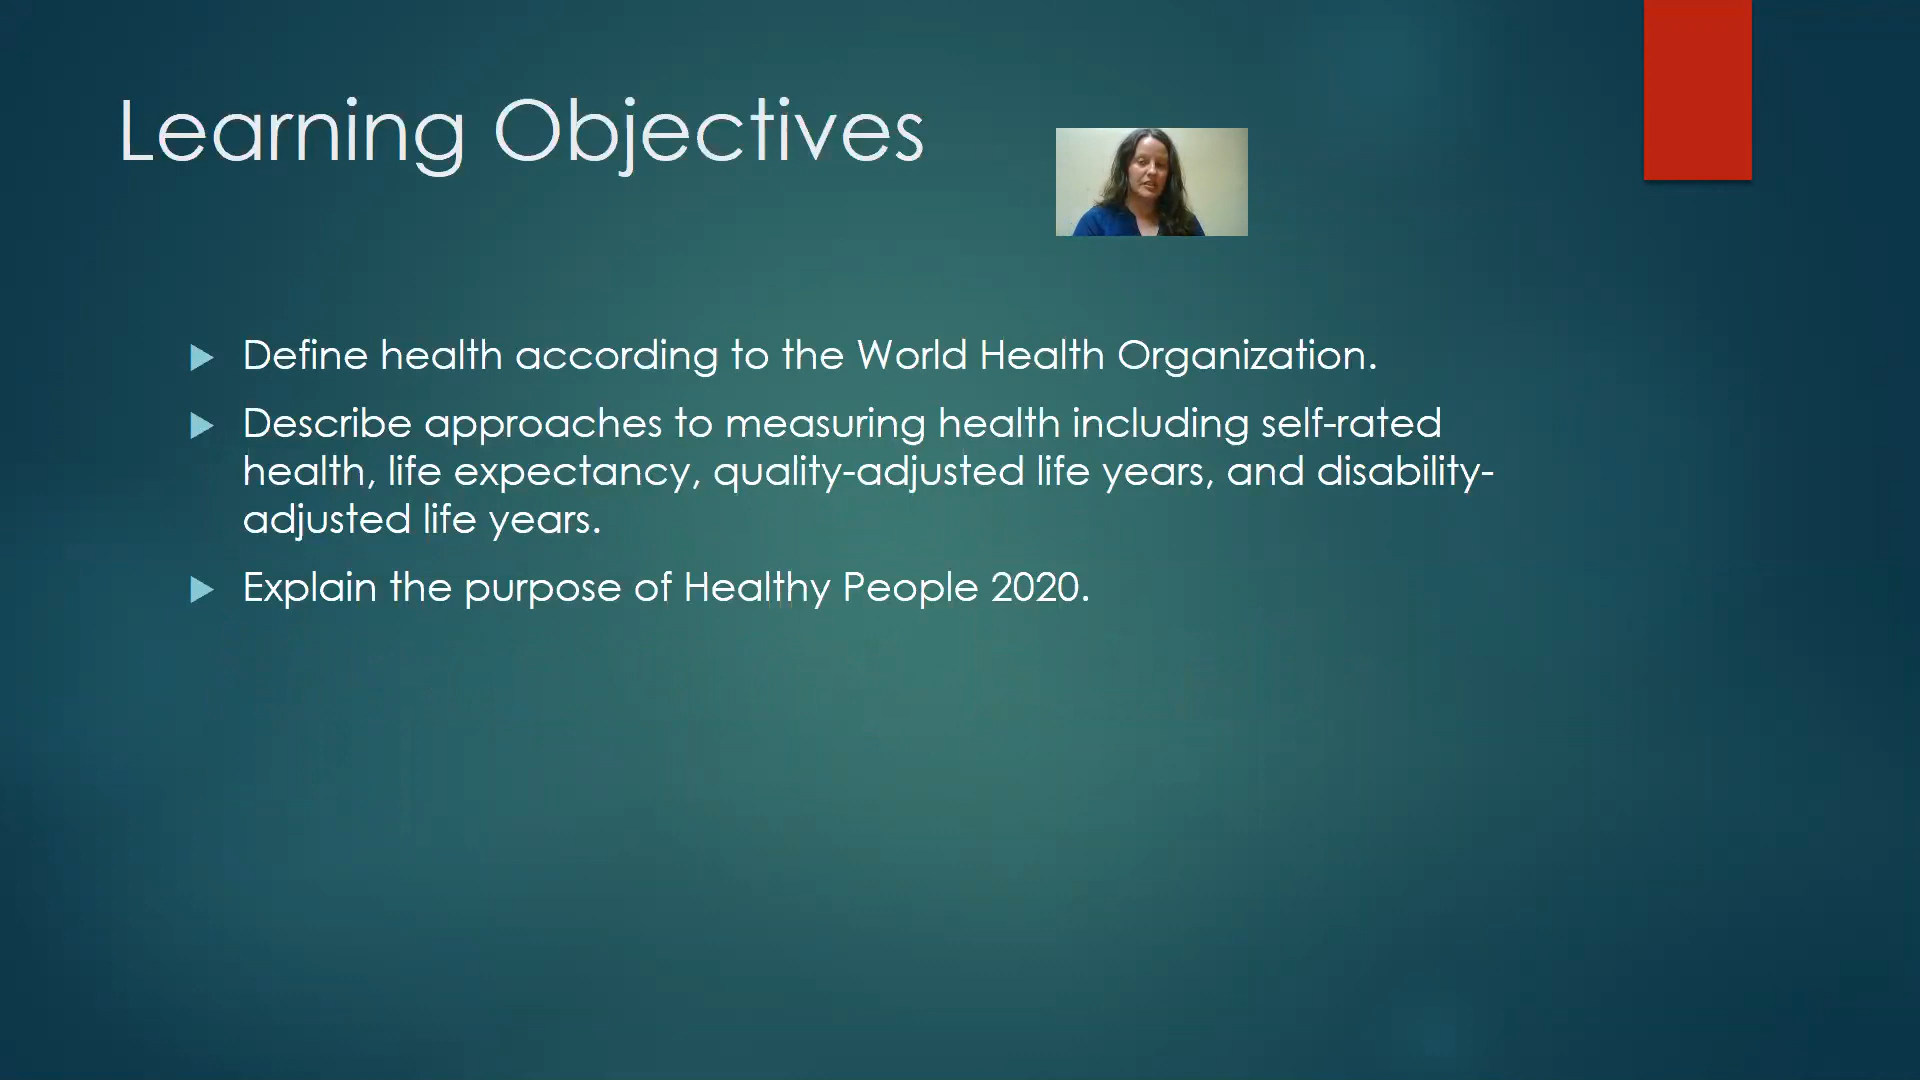 Learning Objectives
Define health according to the World Health Organization.
Describe approaches to measuring health including self-rated
health, life expectancy, quality-adjusted life years, and disability-
adjusted life years.
Explain the purpose of Healthy People 2020.